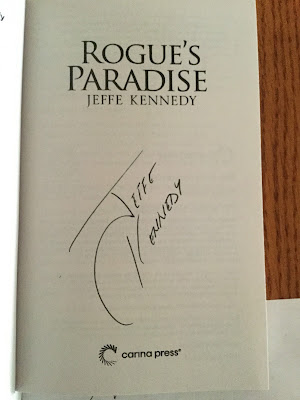 ROGUE'S
PARADISE
JEFFE KENNEDY
JEFFE
KENNEDY
carina press®